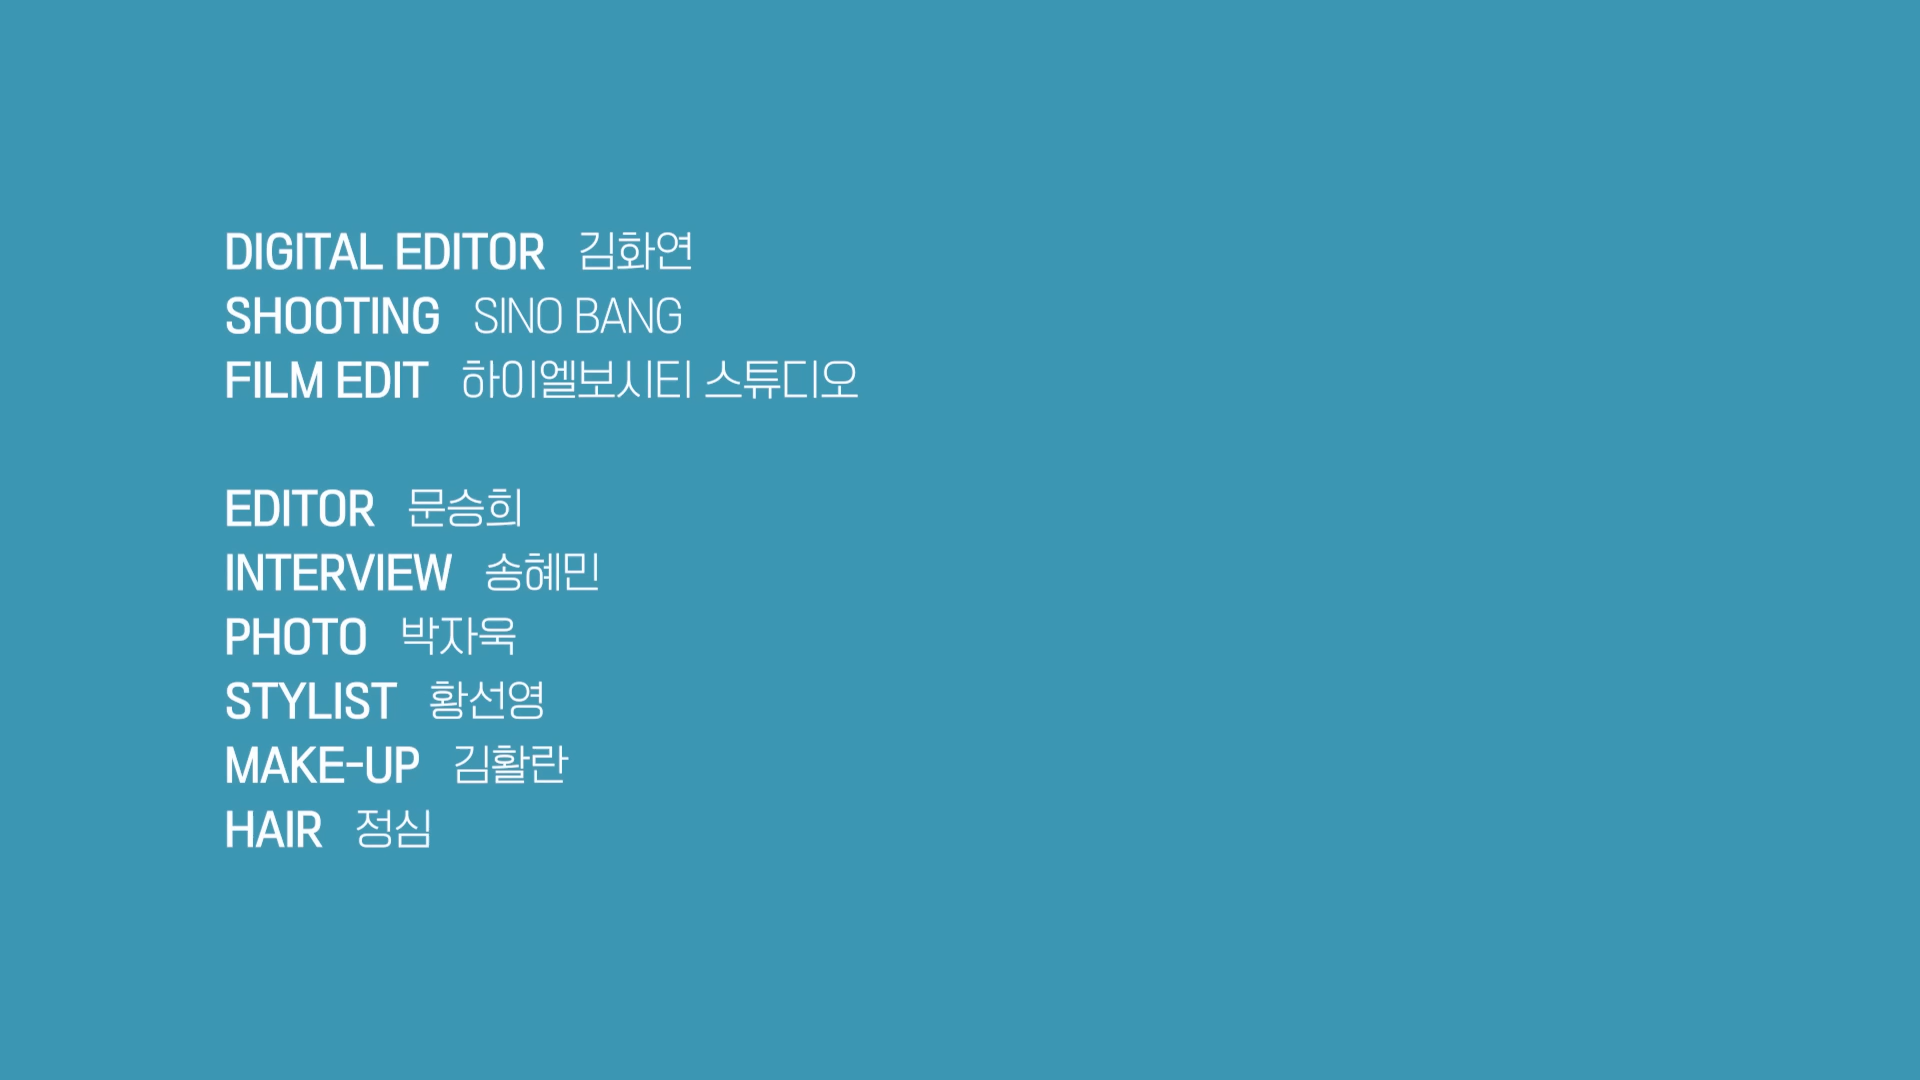 DIGITAL EDITOR 김화연
SHOOTING SINO BANG
FILM EDIT 하이엘보시티 스튜디오
EDITOR 문승희
INTERVIEW 송혜민
PHOTO 박자욱
STYLIST 황선영
MAKE-UP 김활란
HAIR 정심